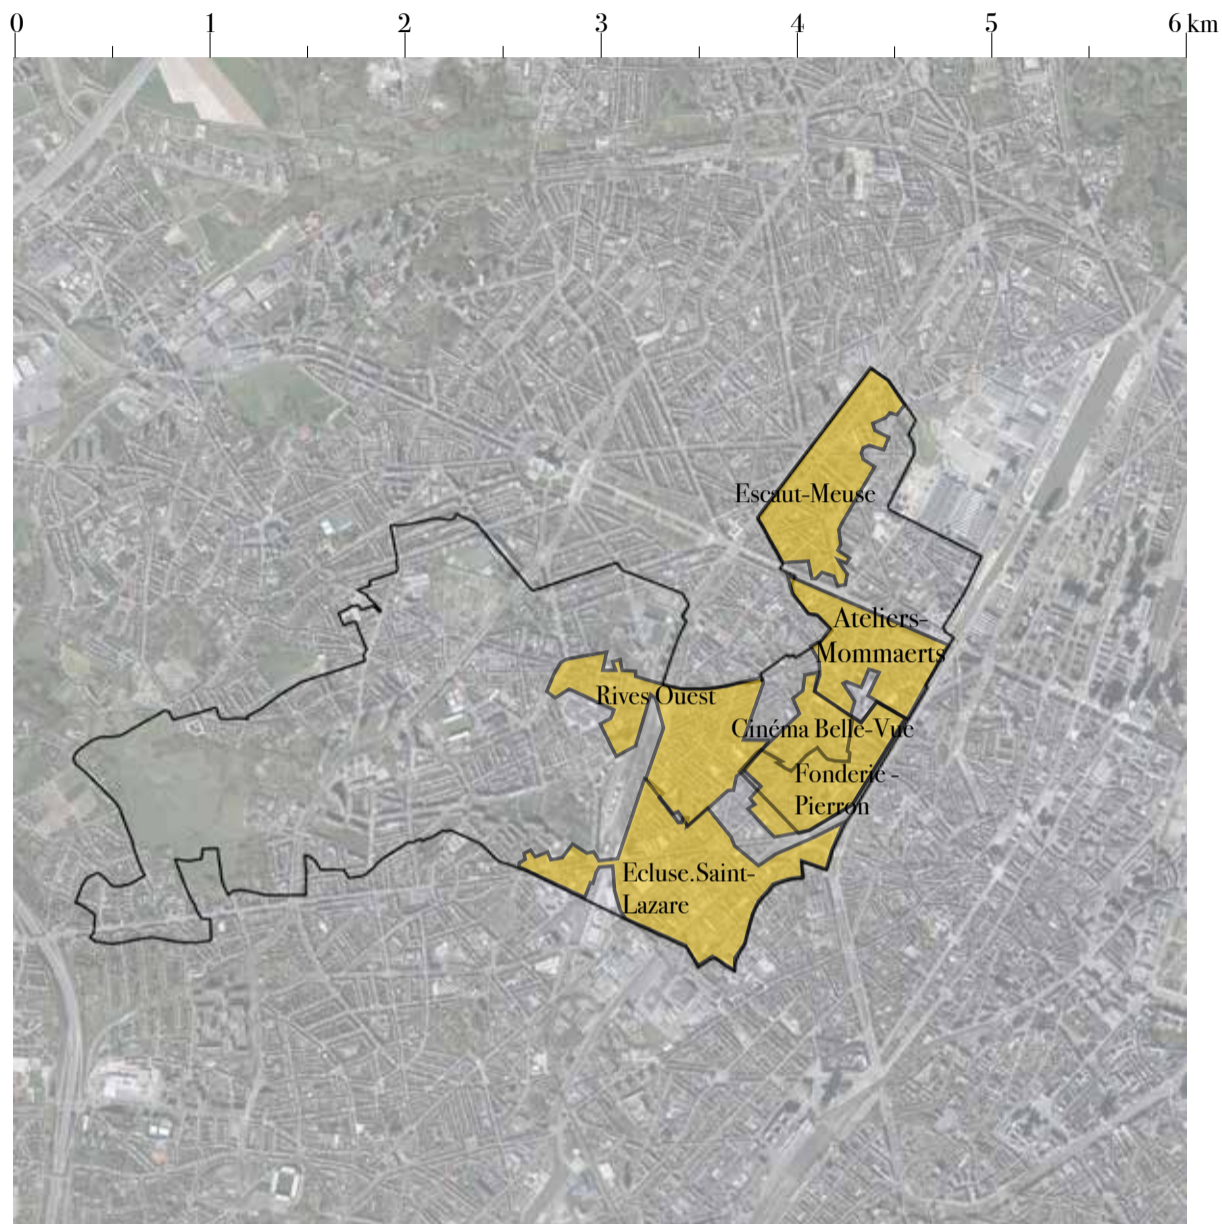 0 1 2 3 4 5 6 km
Escaut-Meuse
Ateliers-
Mommaerts
Rives Ouest
Cinéma Belle-Vue
Fonderie -
Pierron
Ecluse.Saint-
Lazare